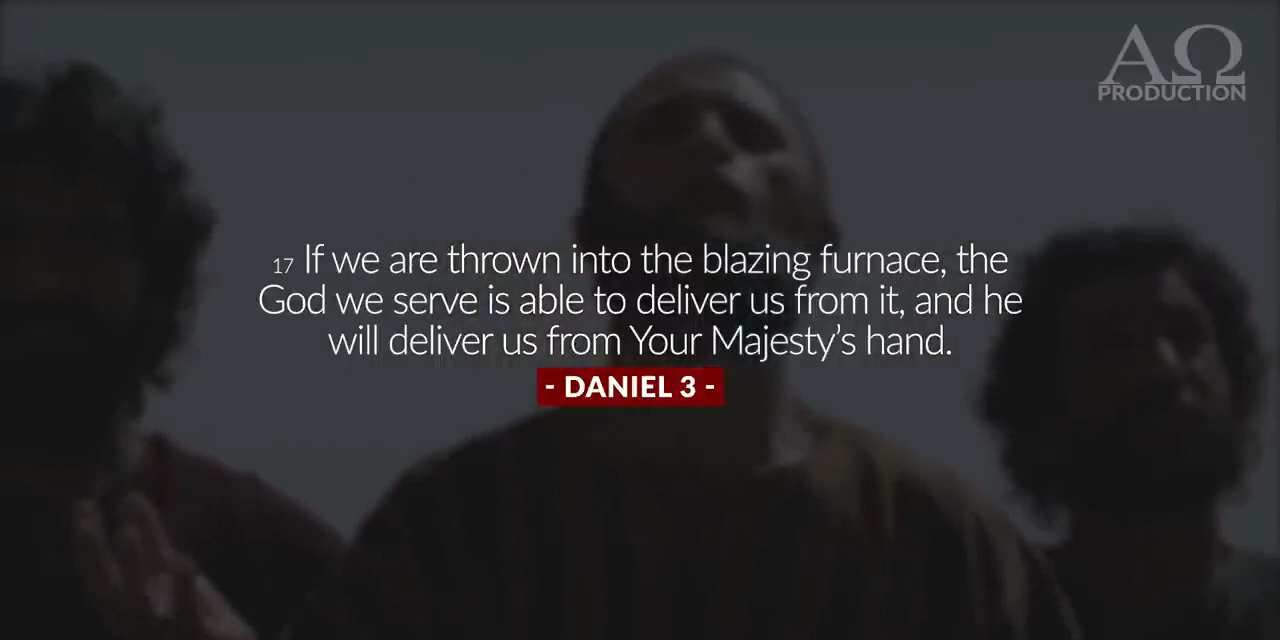 ΑΩ
PRODUCTION
17 If we are thrown into the blazing furnace, the
God we serve is able to deliver us from it, and he
will deliver us from Your Majesty’s hand.
- DANIEL 3 -